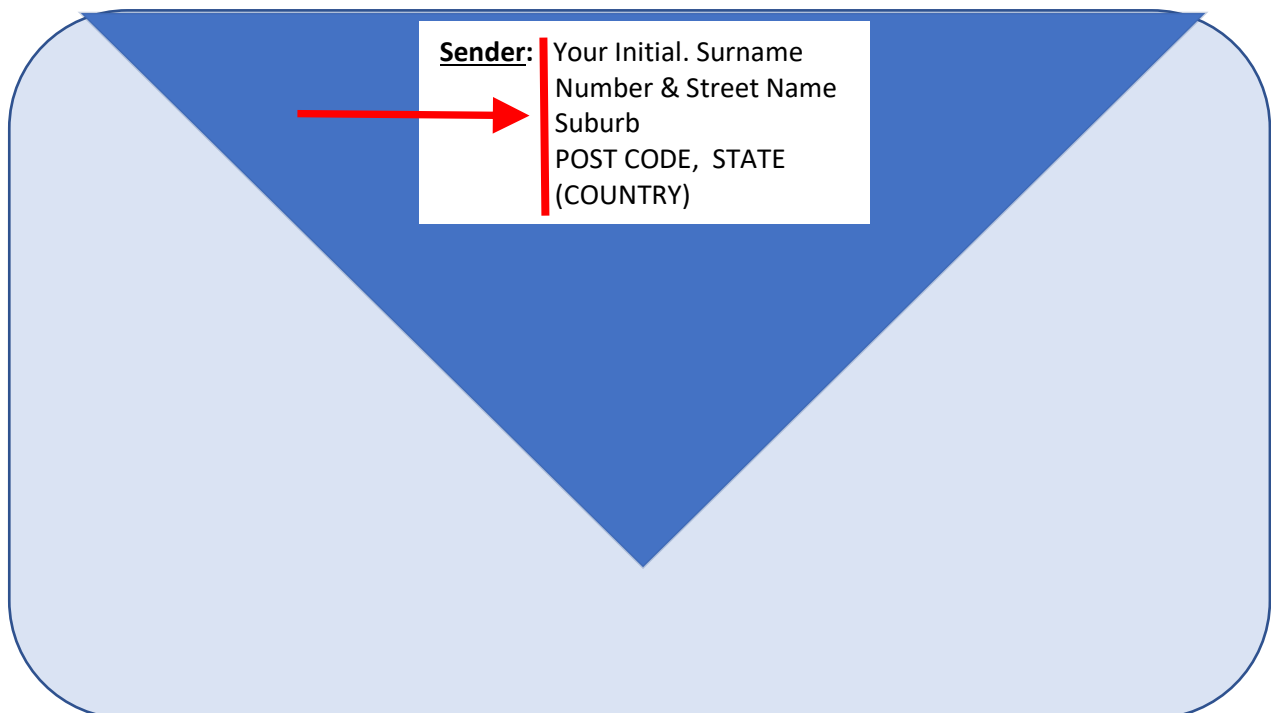 Sender: Your Initial. Surname
Number & Street Name
Suburb
POST CODE,  STATE
(COUNTRY)